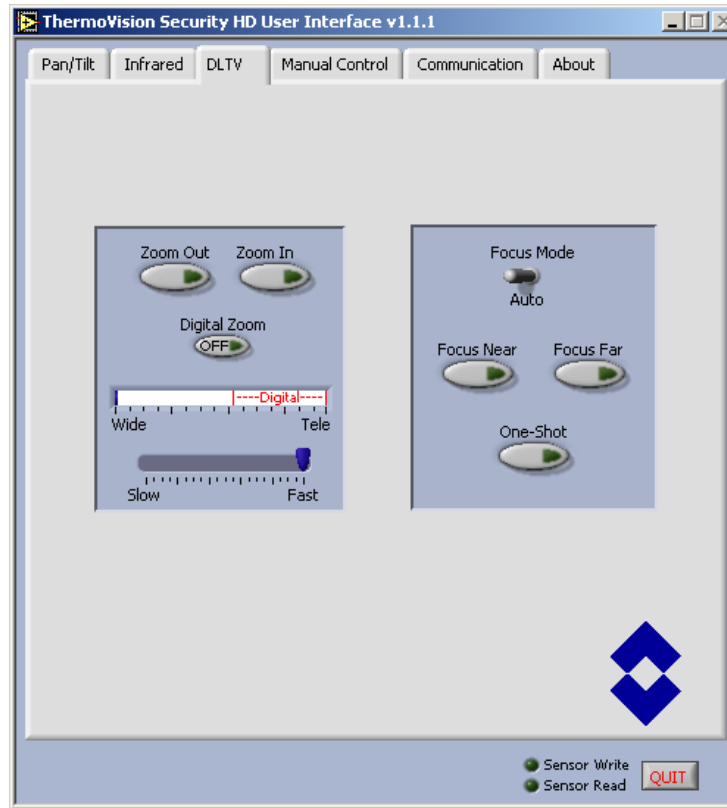 ThermoVision Security HD User Interface v1.1.1
Pan/Tilt Infrared DLTV Manual Control Communication About
Zoom Out Zoom In
Digital Zoom
OFF
|----Digital----|
Wide Tele
Slow Fast
Focus Mode
Auto
Focus Near Focus Far
One-Shot
Sensor Write
Sensor Read
QUIT